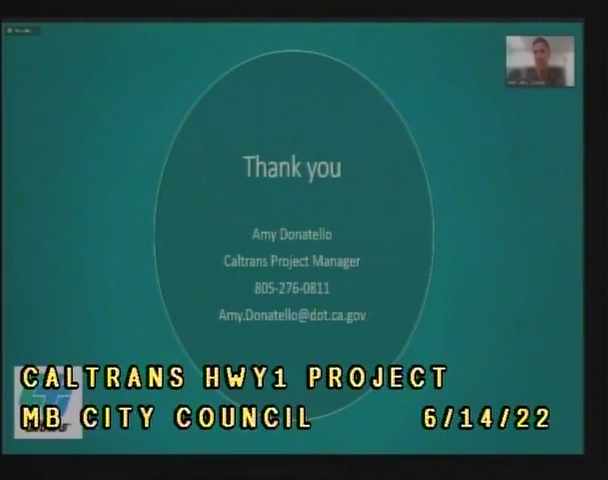 Thank you
Amy Donatello
Caltrans Project Manager
805-276-0811
Amy.Donatello@dot.ca.gov
CALTRANS HWY1 PROJECT
MB CITY COUNCIL 6/14/22